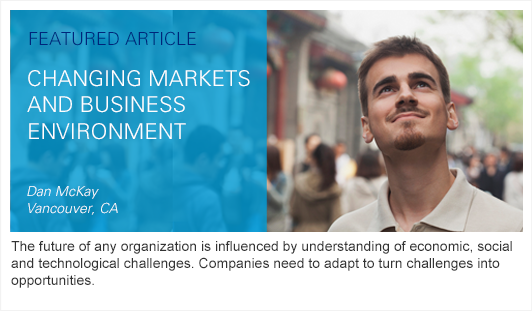 FEATURED ARTICLE
CHANGING MARKETS
AND BUSINESS
ENVIRONMENT
Dan McKay
Vancouver, CA
The future of any organization is influenced by understanding of economic, social
and technological challenges. Companies need to adapt to turn challenges into
opportunities.